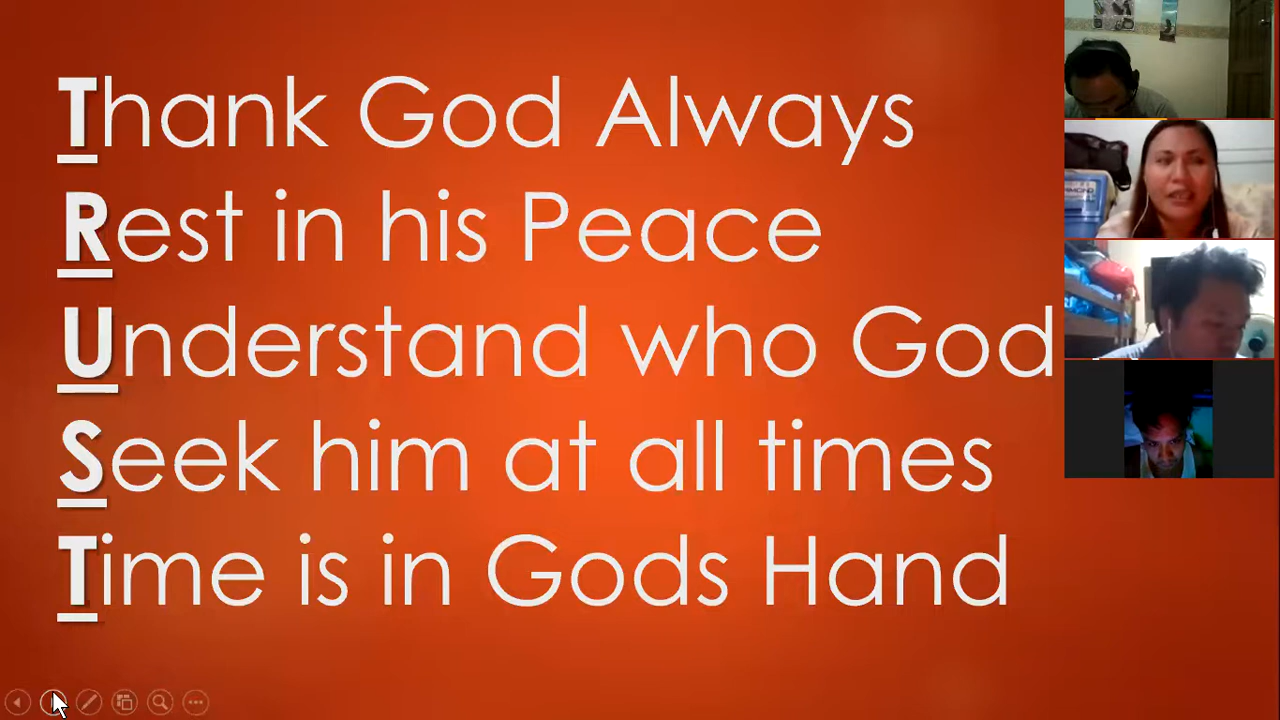 Thank God Always
Rest in his Peace
Understand who God
Seek him at all times
Time is in Gods Hand